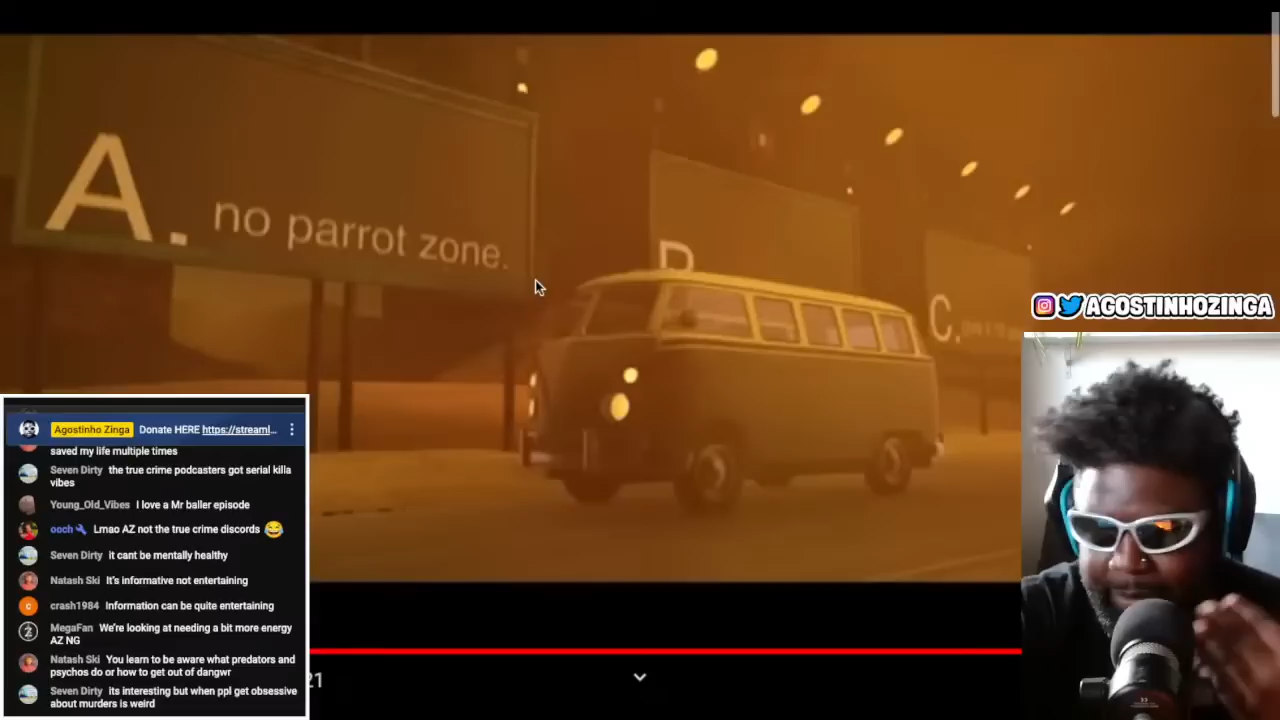 A. no parrot zone.
B
C.
AGOSTINHOZINGA
Agostinho Zinga Donate HERE https://streaml...
saved my life multiple times
Seven Dirty the true crime podcasters got serial killa
vibes
Young_Old_Vibes I love a Mr baller episode
ooch Lmao AZ not the true crime discords
Seven Dirty it cant be mentally healthy
Natash Ski It's informative not entertaining
crash1984 Information can be quite entertaining
MegaFan We're looking at needing a bit more energy
AZ NG
Natash Ski You learn to be aware what predators and
psychos do or how to get out of dangwr
Seven Dirty its interesting but when ppl get obsessive
about murders is weird
21